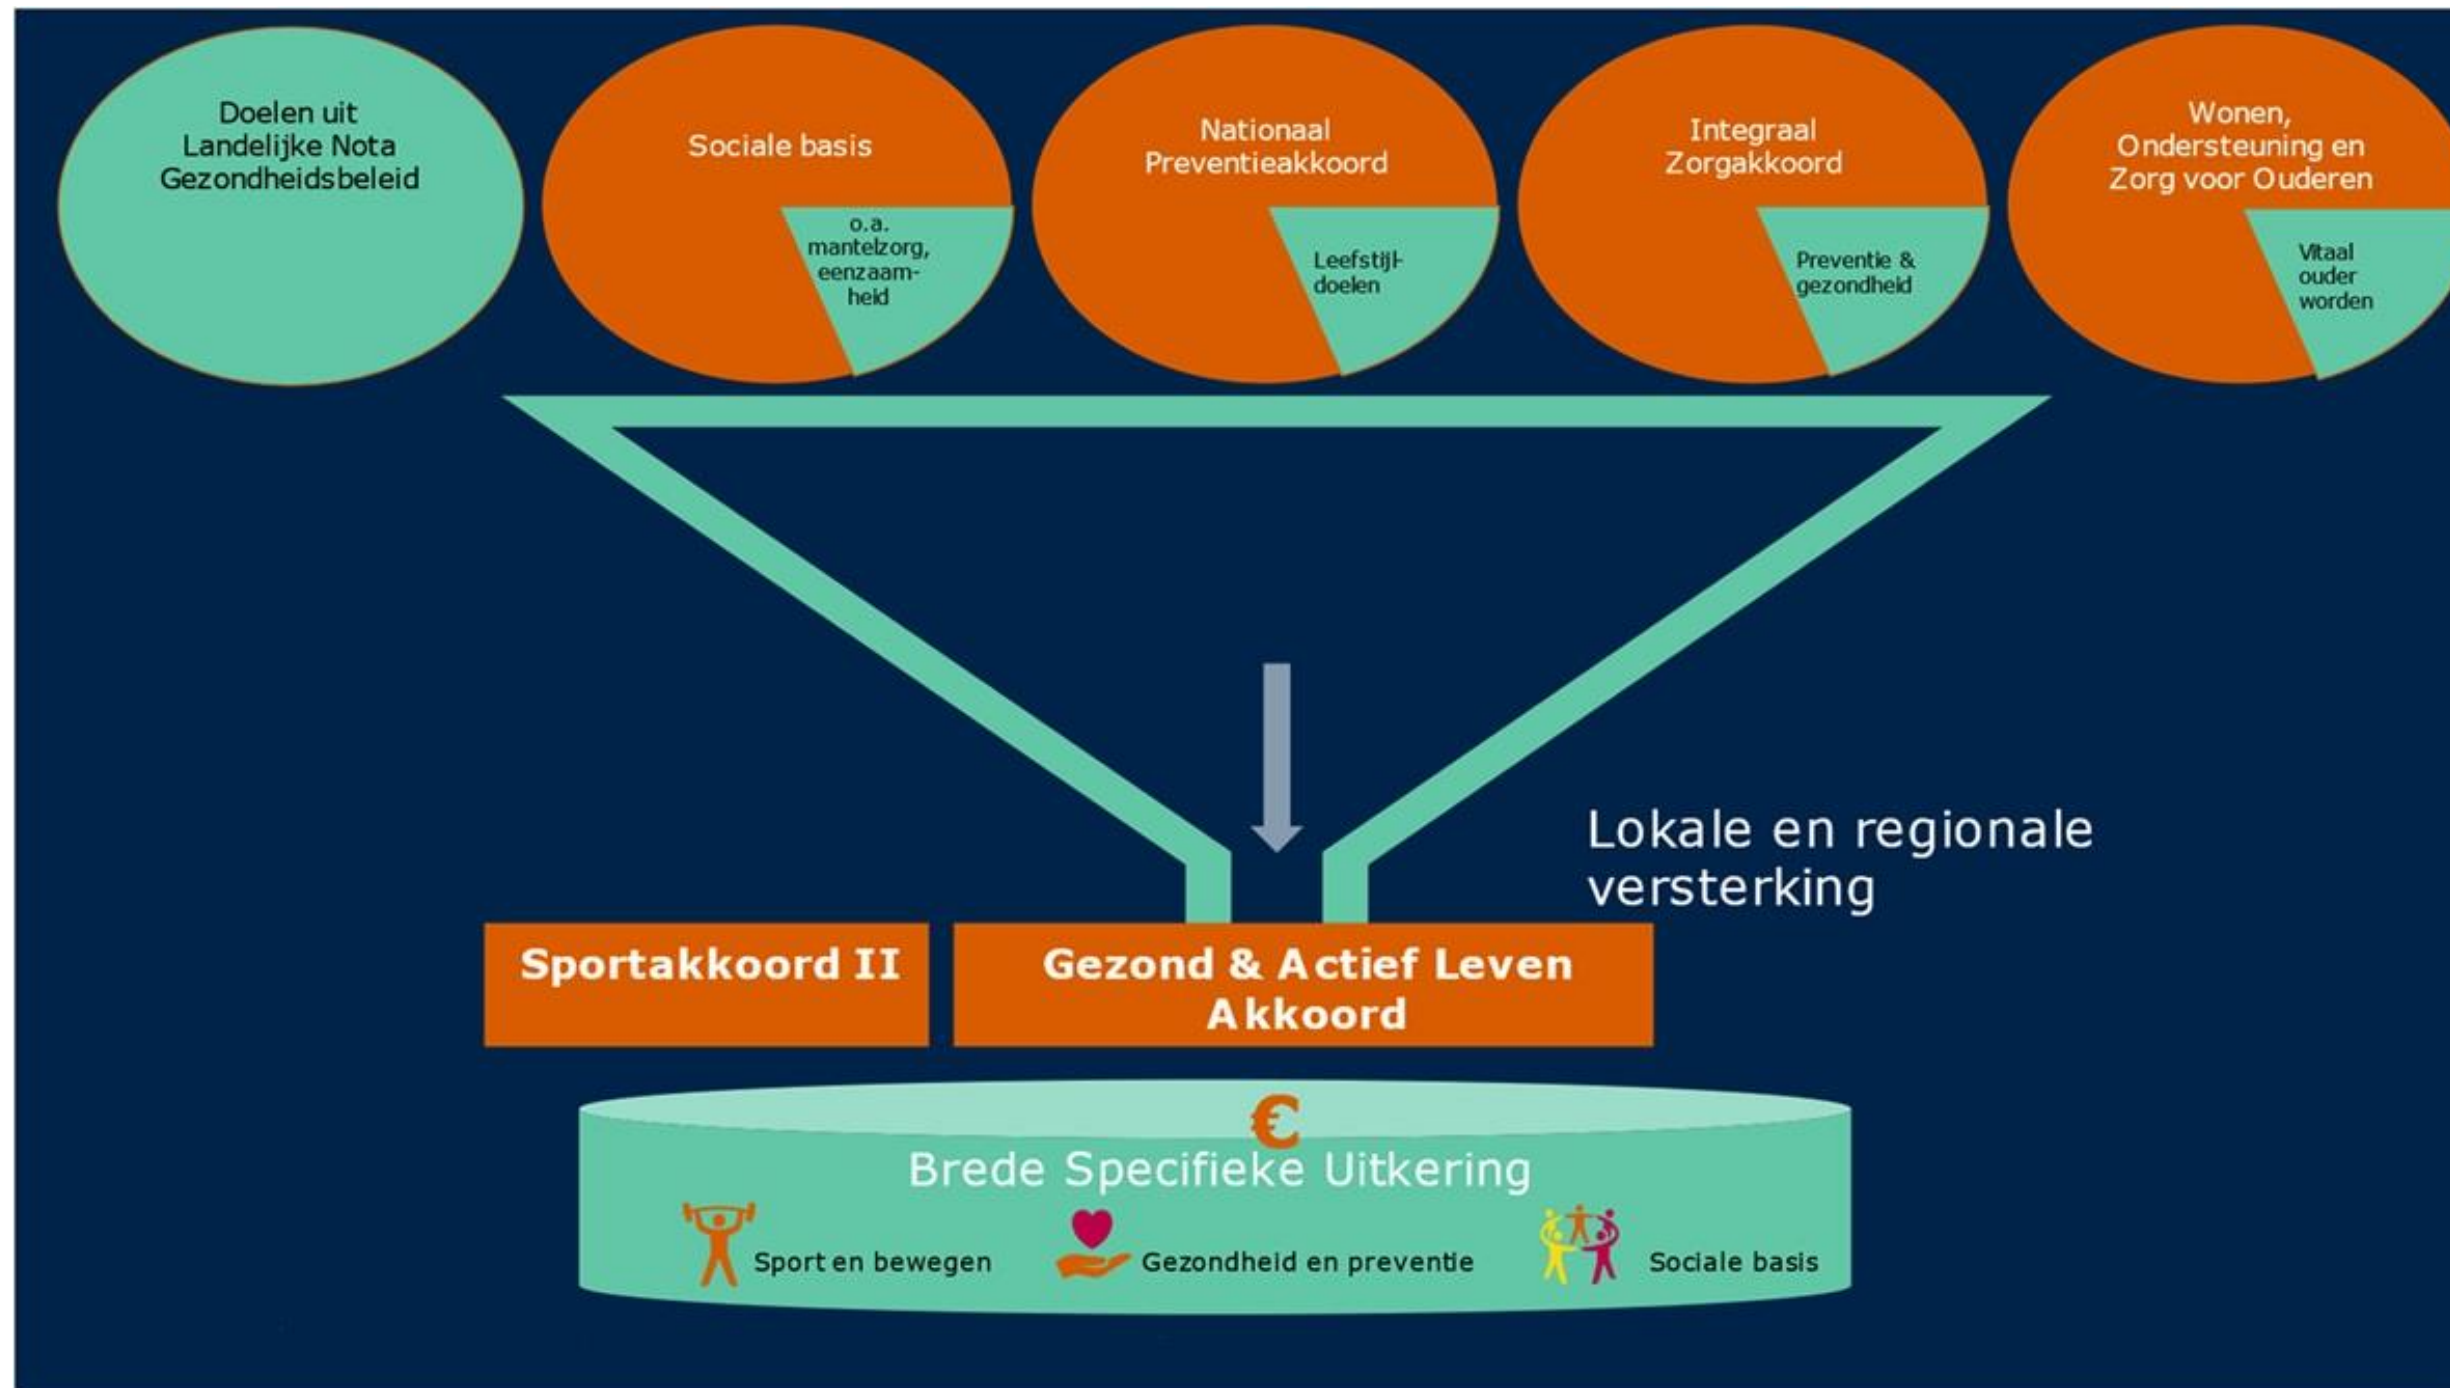 Doelen uit
Landelijke Nota
Gezondheidsbeleid
Sociale basis
o.a.
mantelzorg,
eenzaam-
heid
Nationaal
Preventieakkoord
Leefstijl-
doelen
Integraal
Zorgakkoord
Preventie &
gezondheid
Wonen,
Ondersteuning en
Zorg voor Ouderen
Vitaal
ouder
worden
Lokale en regionale
versterking
Sportakkoord II
Gezond & Actief Leven
Akkoord
€
Brede Specifieke Uitkering
Sport en bewegen
Gezondheid en preventie
Sociale basis